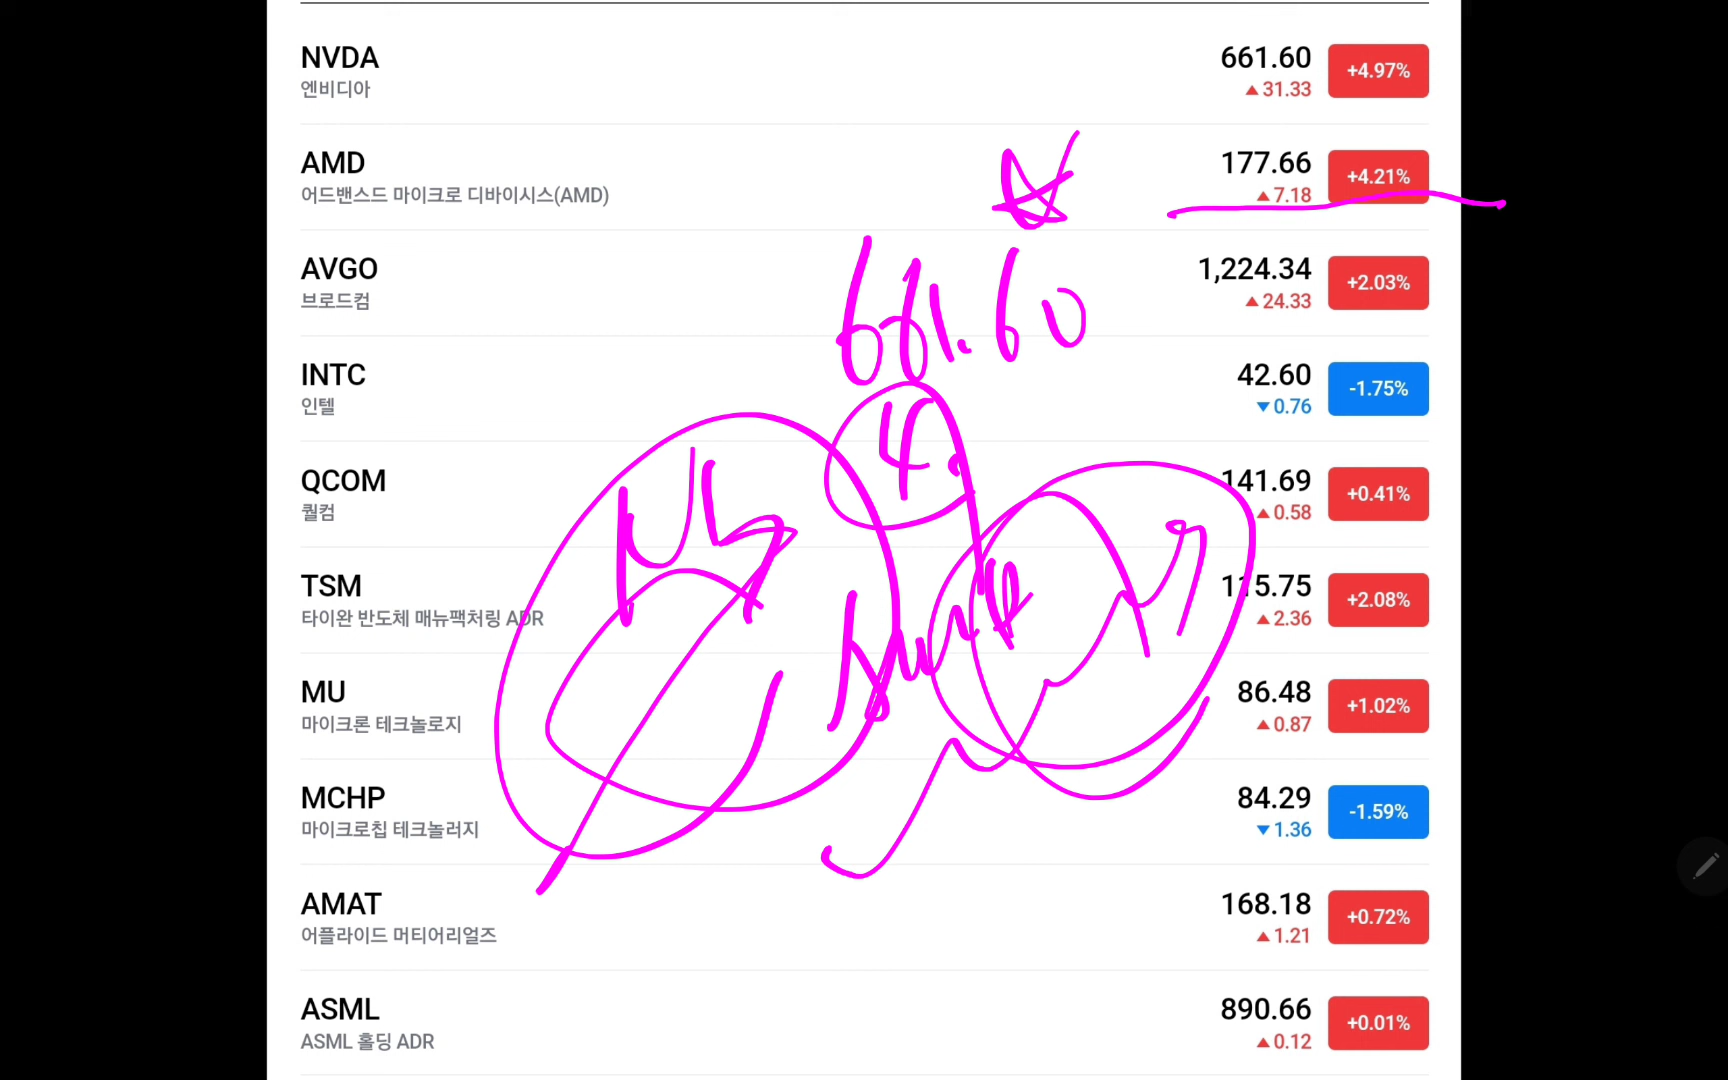 NVDA
엔비디아
661.60
▲31.33
+4.97%
AMD
어드밴스드 마이크로 디바이시스(AMD)
177.66
▲7.18
+4.21%
AVGO
브로드컴
1,224.34
▲24.33
+2.03%
661.60
INTC
인텔
42.60
▼0.76
-1.75%
QCOM
퀄컴
141.69
▲0.58
+0.41%
TSM
타이완 반도체 매뉴팩처링 ADR
115.75
▲2.36
+2.08%
MU
마이크론 테크놀로지
86.48
▲0.87
+1.02%
MCHP
마이크로칩 테크놀러지
84.29
▼1.36
-1.59%
AMAT
어플라이드 머티어리얼즈
168.18
▲1.21
+0.72%
ASML
ASML 홀딩 ADR
890.66
▲0.12
+0.01%